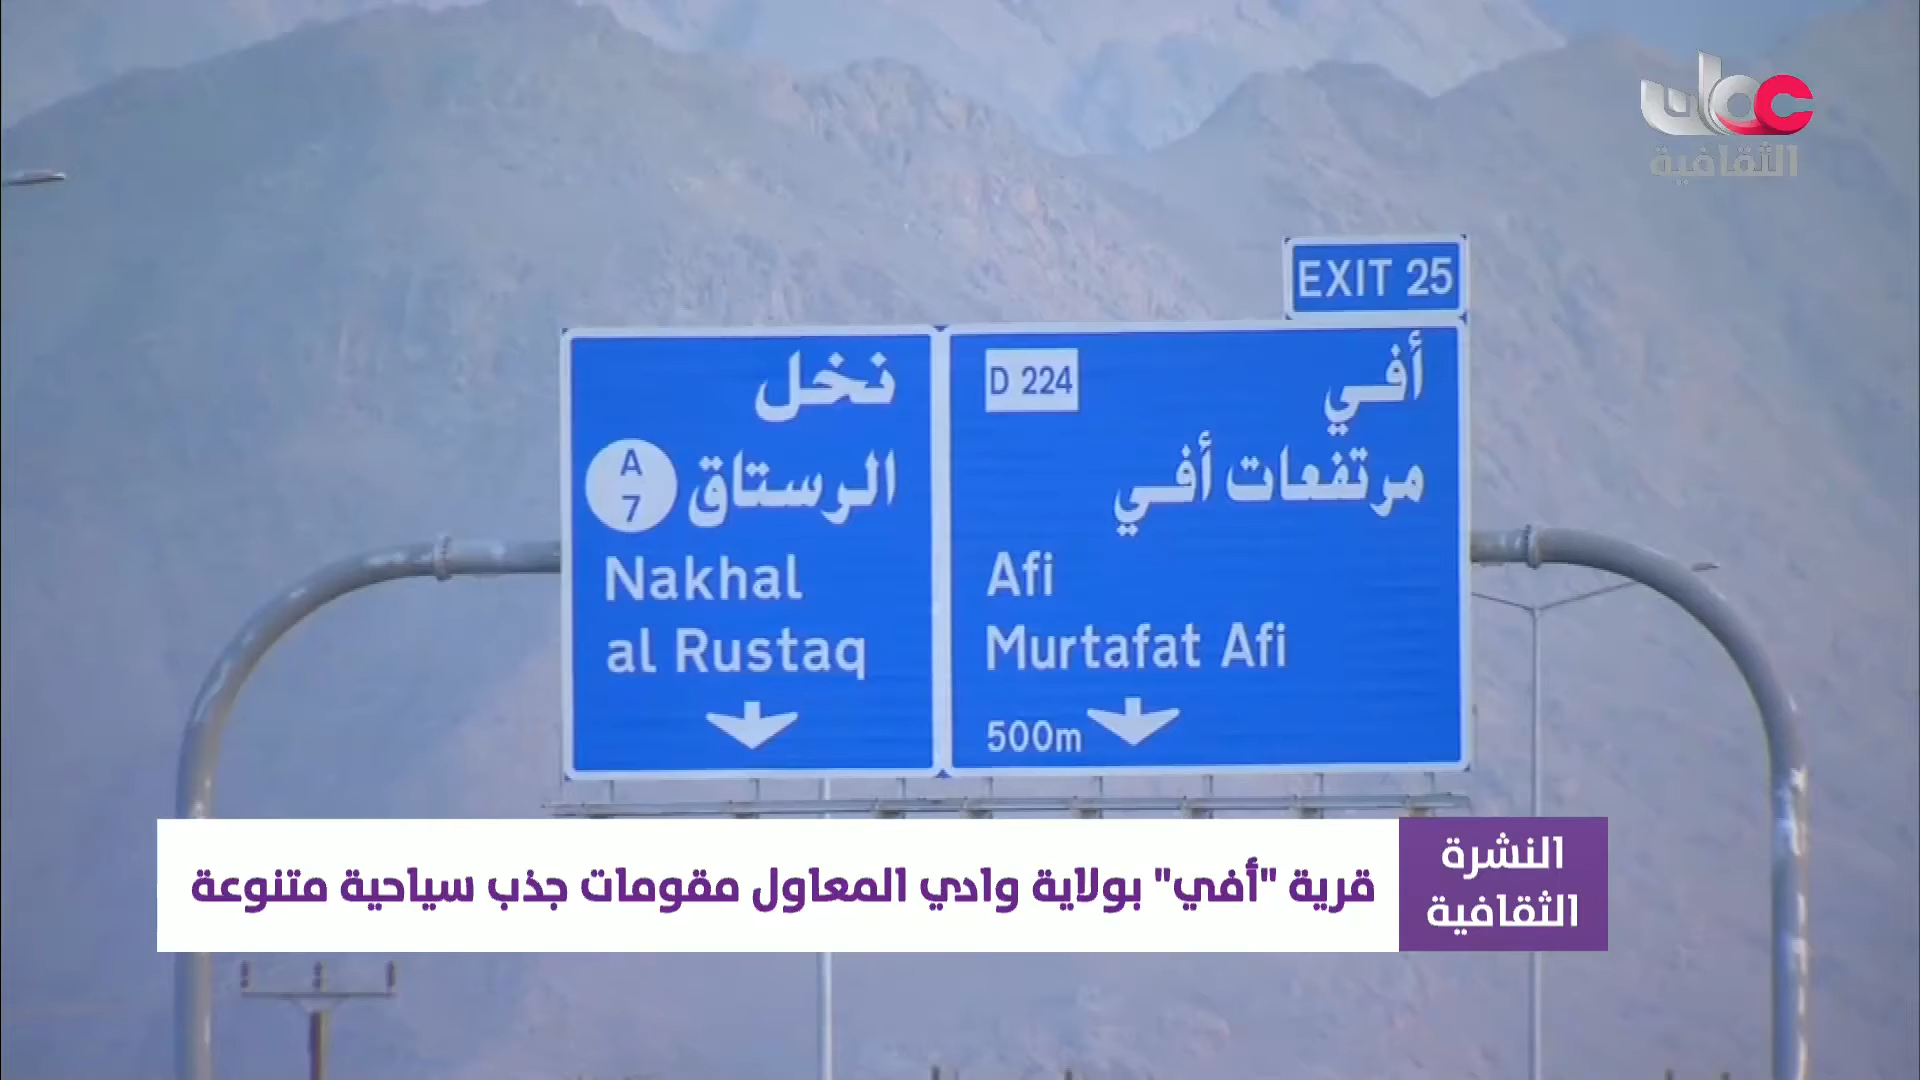 عمان
الثقافية
EXIT 25
نخل
الرستاق
A
7
Nakhal
al Rustaq
D 224
أفي
مرتفعات أفي
Afi
Murtafat Afi
500m
النشرة
الثقافية
قرية "أفي" بولاية وادي المعاول مقومات جذب سياحية متنوعة